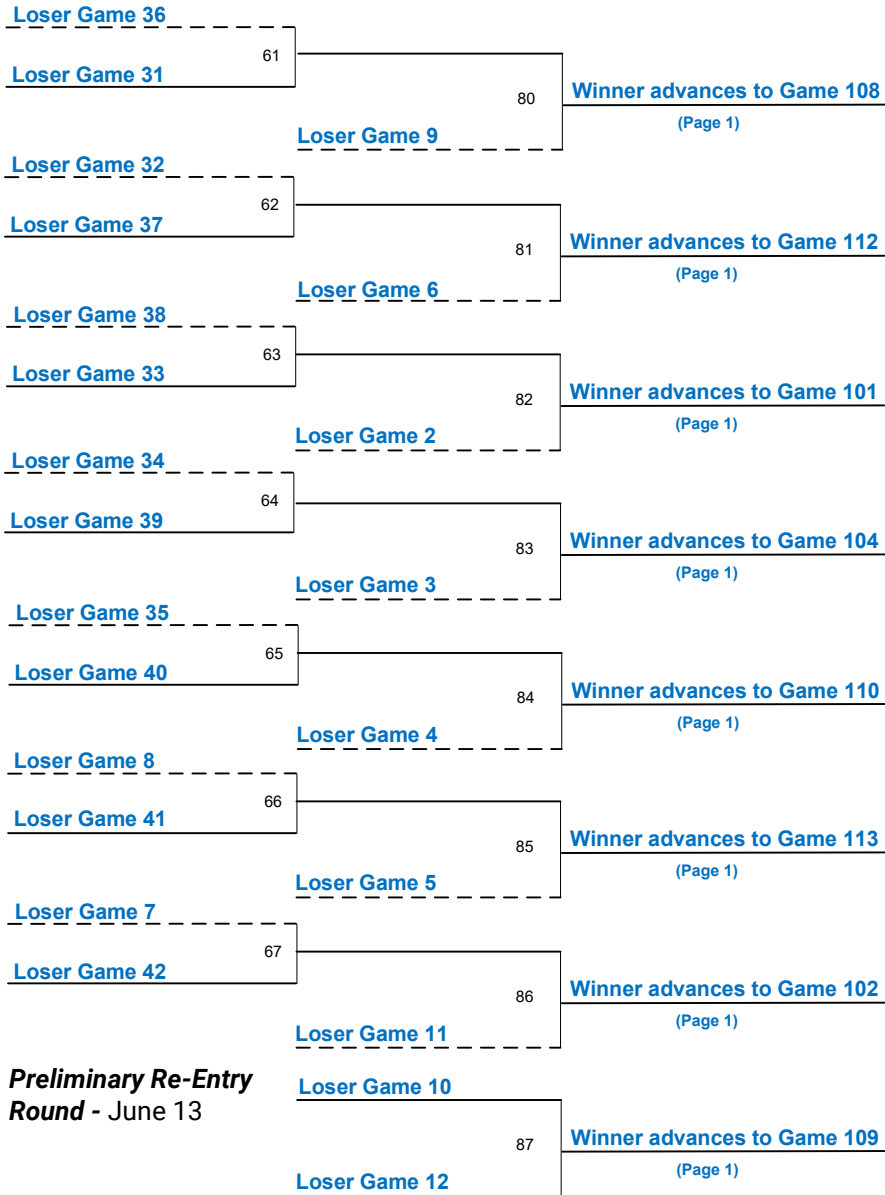 Loser Game 36
61
Loser Game 31
80
Winner advances to Game 108
(Page 1)
Loser Game 9
Loser Game 32
62
Loser Game 37
81
Winner advances to Game 112
(Page 1)
Loser Game 6
Loser Game 38
63
Loser Game 33
82
Winner advances to Game 101
(Page 1)
Loser Game 2
Loser Game 34
64
Loser Game 39
83
Winner advances to Game 104
(Page 1)
Loser Game 3
Loser Game 35
65
Loser Game 40
84
Winner advances to Game 110
(Page 1)
Loser Game 4
Loser Game 8
66
Loser Game 41
85
Winner advances to Game 113
(Page 1)
Loser Game 5
Loser Game 7
67
Loser Game 42
86
Winner advances to Game 102
(Page 1)
Loser Game 11
Preliminary Re-Entry
Round - June 13
Loser Game 10
87
Winner advances to Game 109
(Page 1)
Loser Game 12